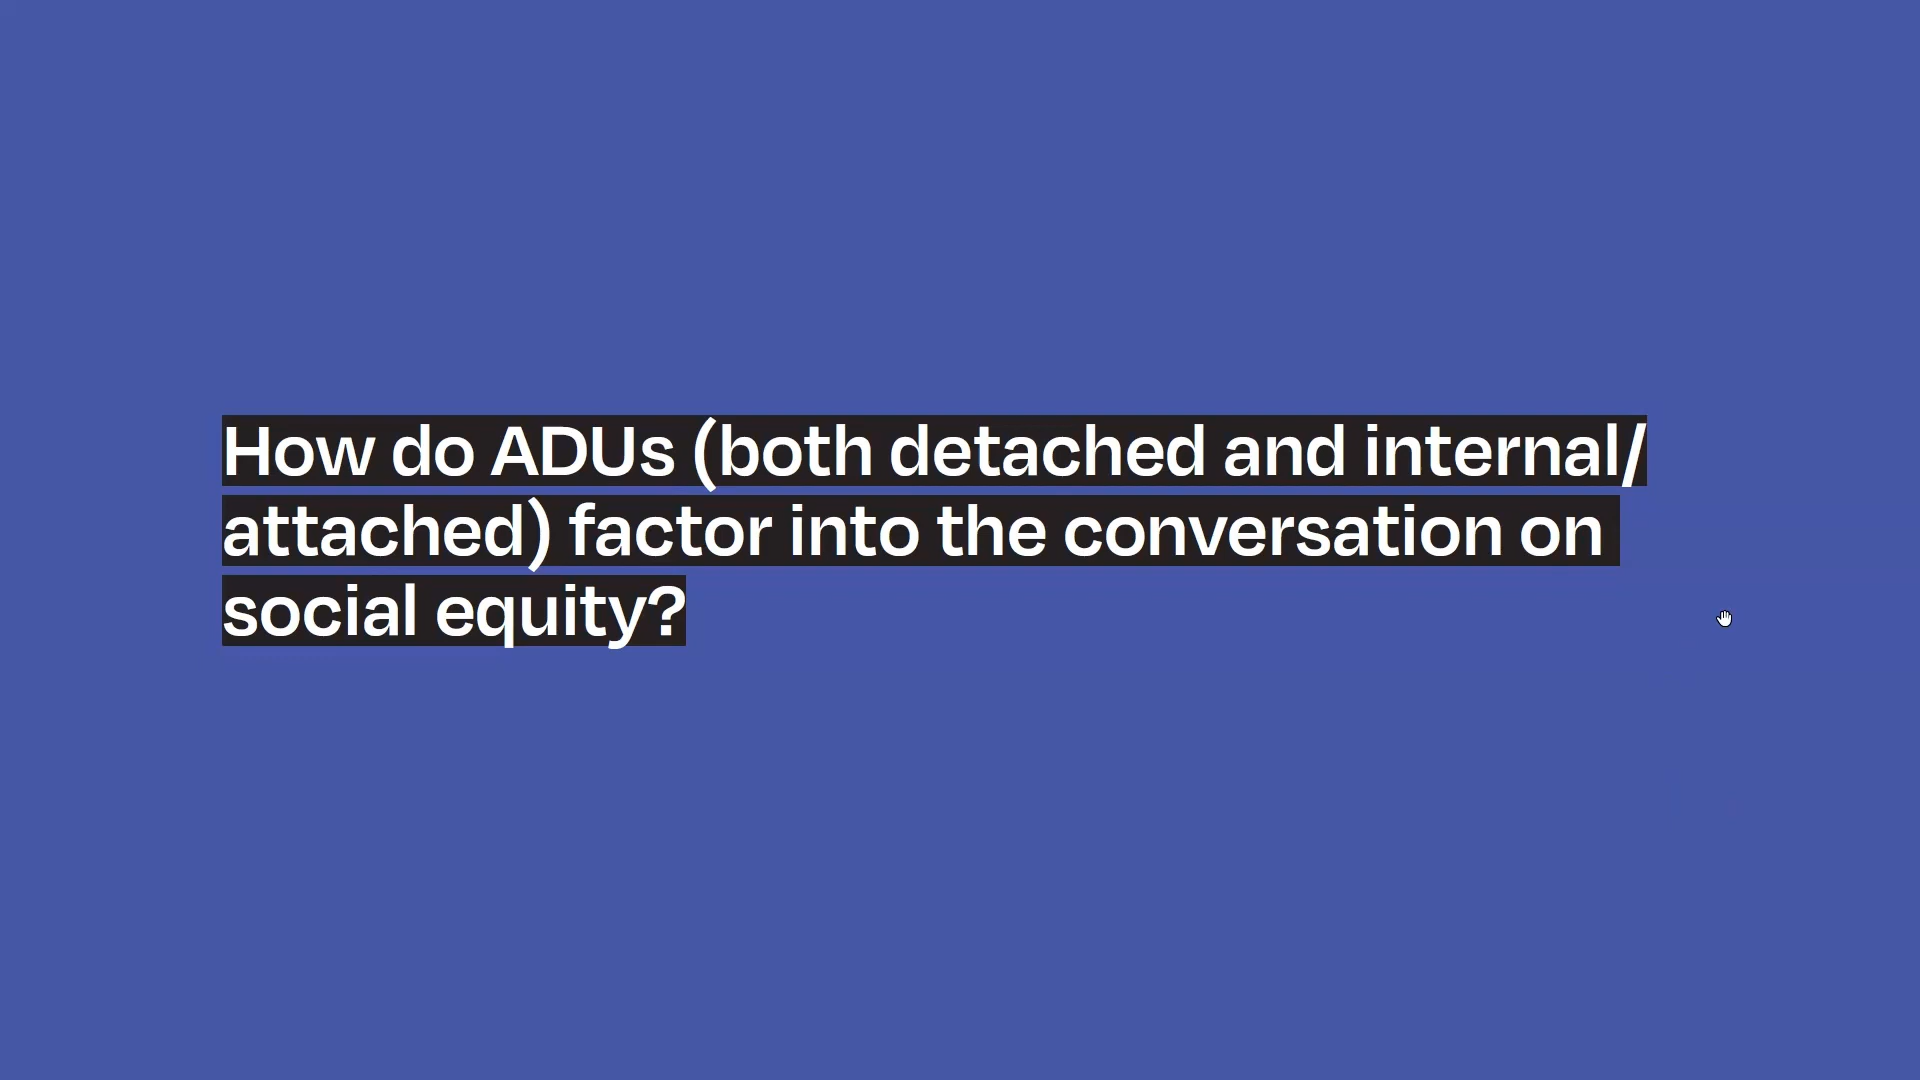 How do ADUs (both detached and internal/
attached) factor into the conversation on
social equity?